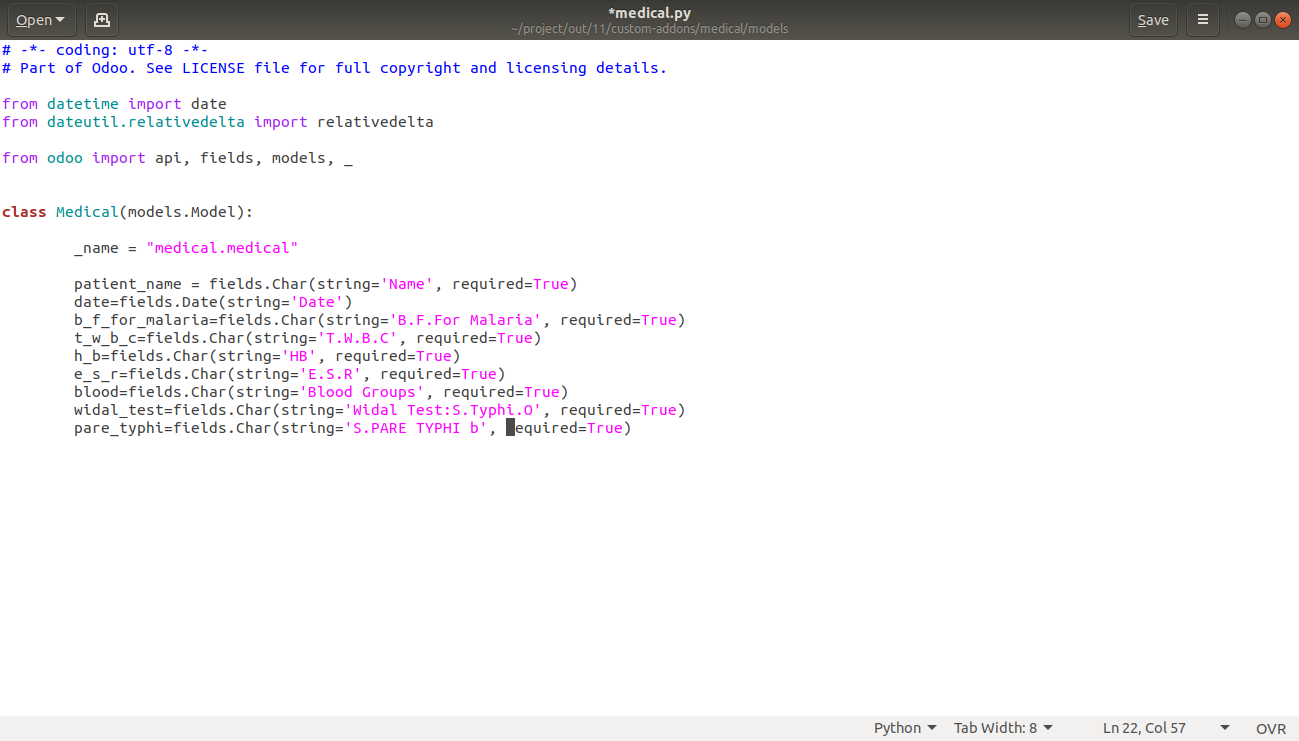 Open
*medical.py
~/project/out/11/custom-addons/medical/models
Save
# -*- coding: utf-8 -*-
# Part of Odoo. See LICENSE file for full copyright and licensing details.
from datetime import date
from dateutil.relativedelta import relativedelta
from odoo import api, fields, models, _
class Medical(models.Model):
_name = "medical.medical"
patient_name = fields.Char(string='Name', required=True)
date=fields.Date(string='Date')
b_f_for_malaria=fields.Char(string='B.F.For Malaria', required=True)
t_w_b_c=fields.Char(string='T.W.B.C', required=True)
h_b=fields.Char(string='HB', required=True)
e_s_r=fields.Char(string='E.S.R', required=True)
blood=fields.Char(string='Blood Groups', required=True)
widal_test=fields.Char(string='Widal Test:S.Typhi.O', required=True)
pare_typhi=fields.Char(string='S.PARE TYPHI b', equired=True)
Python Tab Width: 8 Ln 22, Col 57 OVR